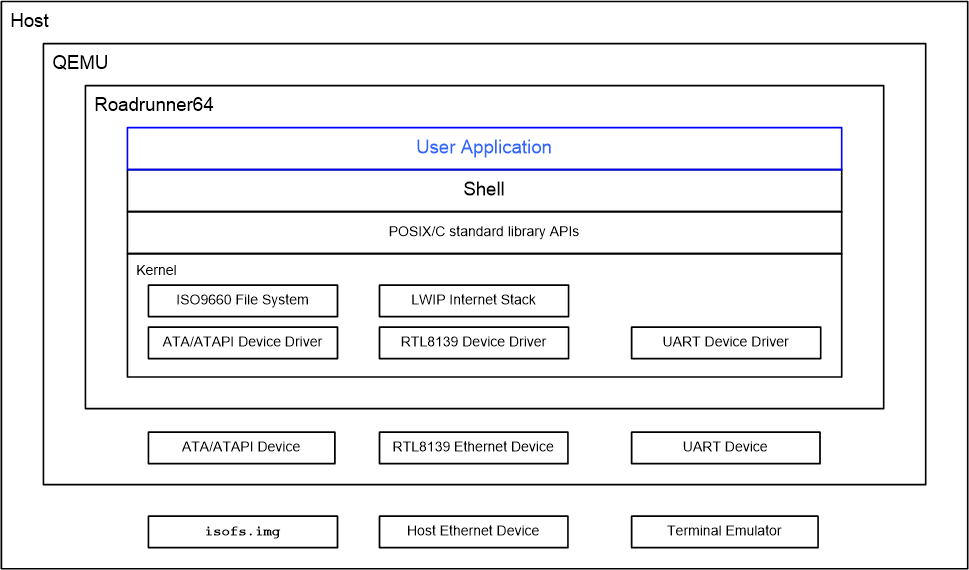 Host
QEMU
Roadrunner64
User Application
Shell
POSIX/C standard library APIs
Kernel
ISO9660 File System
LWIP Internet Stack
ATA/ATAPI Device Driver
RTL8139 Device Driver
UART Device Driver
ATA/ATAPI Device
RTL8139 Ethernet Device
UART Device
isofs.img
Host Ethernet Device
Terminal Emulator